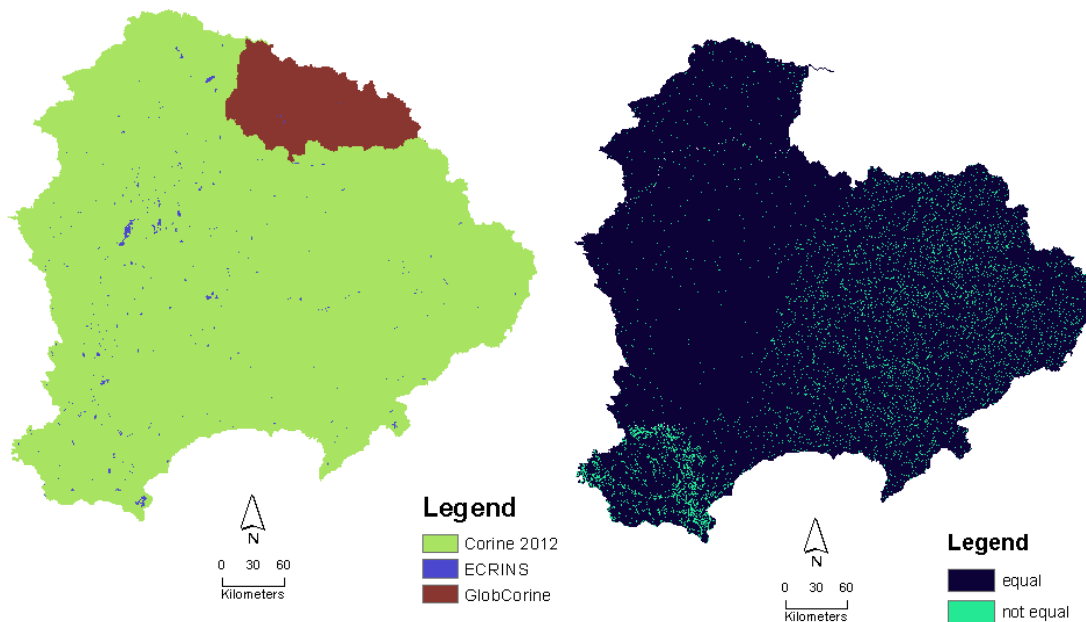 N
0 30 60
Kilometers
Legend
Corine 2012
ECRINS
GlobCorine
N
0 30 60
Kilometers
Legend
equal
not equal